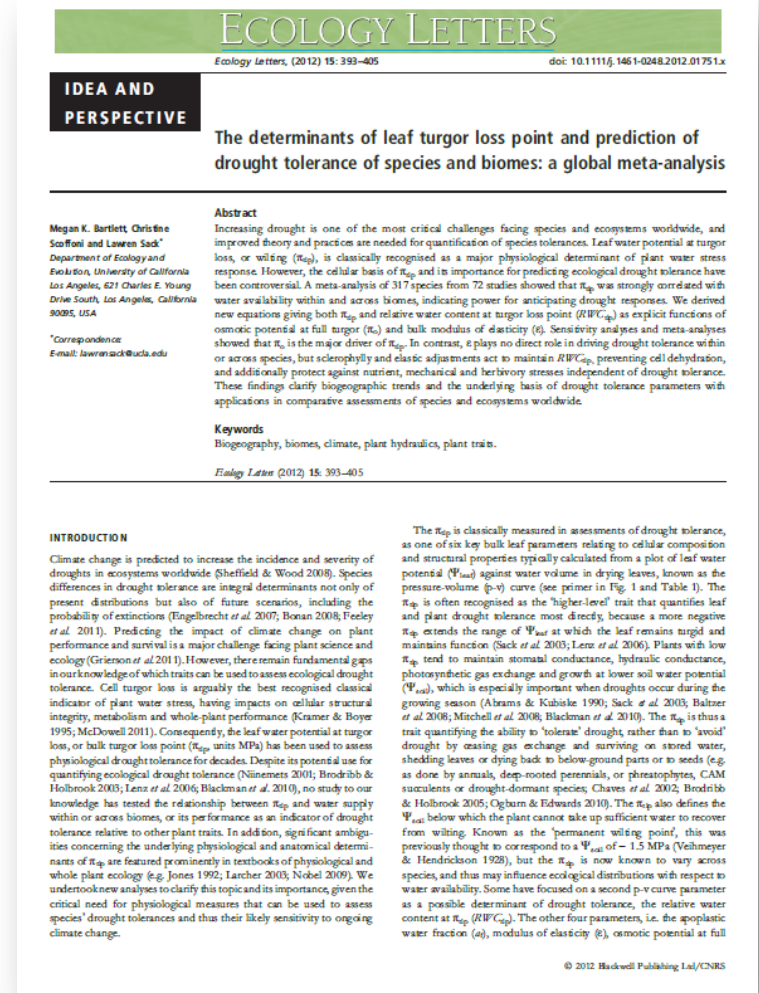 ECOLOGY LETTERS
Ecology Letters, (2012) 15: 393–405
doi: 10.1111/j.1461-0248.2012.01751.x
IDEA AND
PERSPECTIVE
The determinants of leaf turgor loss point and prediction of
drought tolerance of species and biomes: a global meta-analysis
Megan K. Bartlett, Christine
Scoffoni and Lawren Sack*
Department of Ecology and
Evolution, University of California
Los Angeles, 621 Charles E. Young
Drive South, Los Angeles, California
90095, USA
*Correspondence:
E-mail: lawrensack@ucla.edu
Abstract
Increasing drought is one of the most critical challenges facing species and ecosystems worldwide, and
improved theory and practices are needed for quantification of species tolerances. Leaf water potential at turgor
loss, or wilting (πtlp), is classically recognised as a major physiological determinant of plant water stress
response. However, the cellular basis of πtlp and its importance for predicting ecological drought tolerance have
been controversial. A meta-analysis of 317 species from 72 studies showed that πtlp was strongly correlated with
water availability within and across biomes, indicating power for anticipating drought responses. We derived
new equations giving both πtlp and relative water content at turgor loss point (RWCtlp) as explicit functions of
osmotic potential at full turgor (πo) and bulk modulus of elasticity (ε). Sensitivity analyses and meta-analyses
showed that πo is the major driver of πtlp. In contrast, ε plays no direct role in driving drought tolerance within
or across species, but sclerophylly and elastic adjustments act to maintain RWCtlp, preventing cell dehydration,
and additionally protect against nutrient, mechanical and herbivory stresses independent of drought tolerance.
These findings clarify biogeographic trends and the underlying basis of drought tolerance parameters with
applications in comparative assessments of species and ecosystems worldwide.
Keywords
Biogeography, biomes, climate, plant hydraulics, plant traits.
Ecology Letters (2012) 15: 393–405
INTRODUCTION
Climate change is predicted to increase the incidence and severity of
droughts in ecosystems worldwide (Sheffield & Wood 2008). Species
differences in drought tolerance are integral determinants not only of
present distributions but also of future scenarios, including the
probability of extinctions (Engelbrecht et al. 2007; Bonan 2008; Feeley
et al. 2011). Predicting the impact of climate change on plant
performance and survival is a major challenge facing plant science and
ecology (Grierson et al. 2011). However, there remain fundamental gaps
in our knowledge of which traits can be used to assess ecological drought
tolerance. Cell turgor loss is arguably the best recognised classical
indicator of plant water stress, having impacts on cellular structural
integrity, metabolism and whole-plant performance (Kramer & Boyer
1995; McDowell 2011). Consequently, the leaf water potential at turgor
loss, or bulk turgor loss point (πtlp, units MPa) has been used to assess
physiological drought tolerance for decades. Despite its potential use for
quantifying ecological drought tolerance (Niinemets 2001; Brodribb &
Holbrook 2003; Lenz et al. 2006; Blackman et al. 2010), no study to our
knowledge has tested the relationship between πtlp and water supply
within or across biomes, or its performance as an indicator of drought
tolerance relative to other plant traits. In addition, significant ambigu-
ities concerning the underlying physiological and anatomical determi-
nants of πtlp are featured prominently in textbooks of physiological and
whole plant ecology (e.g. Jones 1992; Larcher 2003; Nobel 2009). We
undertook new analyses to clarify this topic and its importance, given the
critical need for physiological measures that can be used to assess
species' drought tolerances and thus their likely sensitivity to ongoing
climate change.
The πtlp is classically measured in assessments of drought tolerance,
as one of six key bulk leaf parameters relating to cellular composition
and structural properties typically calculated from a plot of leaf water
potential (Ψleaf) against water volume in drying leaves, known as the
pressure-volume (p-v) curve (see primer in Fig. 1 and Table 1). The
πtlp is often recognised as the 'higher-level' trait that quantifies leaf
and plant drought tolerance most directly, because a more negative
πtlp extends the range of Ψleaf at which the leaf remains turgid and
maintains function (Sack et al. 2003; Lenz et al. 2006). Plants with low
πtlp tend to maintain stomatal conductance, hydraulic conductance,
photosynthetic gas exchange and growth at lower soil water potential
(Ψsoil), which is especially important when droughts occur during the
growing season (Abrams & Kubiske 1990; Sack et al. 2003; Baltzer
et al. 2008; Mitchell et al. 2008; Blackman et al. 2010). The πtlp is thus a
trait quantifying the ability to 'tolerate' drought, rather than to 'avoid'
drought by ceasing gas exchange and surviving on stored water,
shedding leaves or dying back to below-ground parts or to seeds (e.g.
as done by annuals, deep-rooted perennials, or phreatophytes, CAM
succulents or drought-dormant species; Chaves et al. 2002; Brodribb
& Holbrook 2005; Ogburn & Edwards 2010). The πtlp also defines the
Ψsoil below which the plant cannot take up sufficient water to recover
from wilting. Known as the 'permanent wilting point', this was
previously thought to correspond to a Ψsoil of − 1.5 MPa (Veihmeyer
& Hendrickson 1928), but the πtlp is now known to vary across
species, and thus may influence ecological distributions with respect to
water availability. Some have focused on a second p-v curve parameter
as a possible determinant of drought tolerance, the relative water
content at πtlp (RWCtlp). The other four parameters, i.e. the apoplastic
water fraction (af), modulus of elasticity (ε), osmotic potential at full
© 2012 Blackwell Publishing Ltd/CNRS